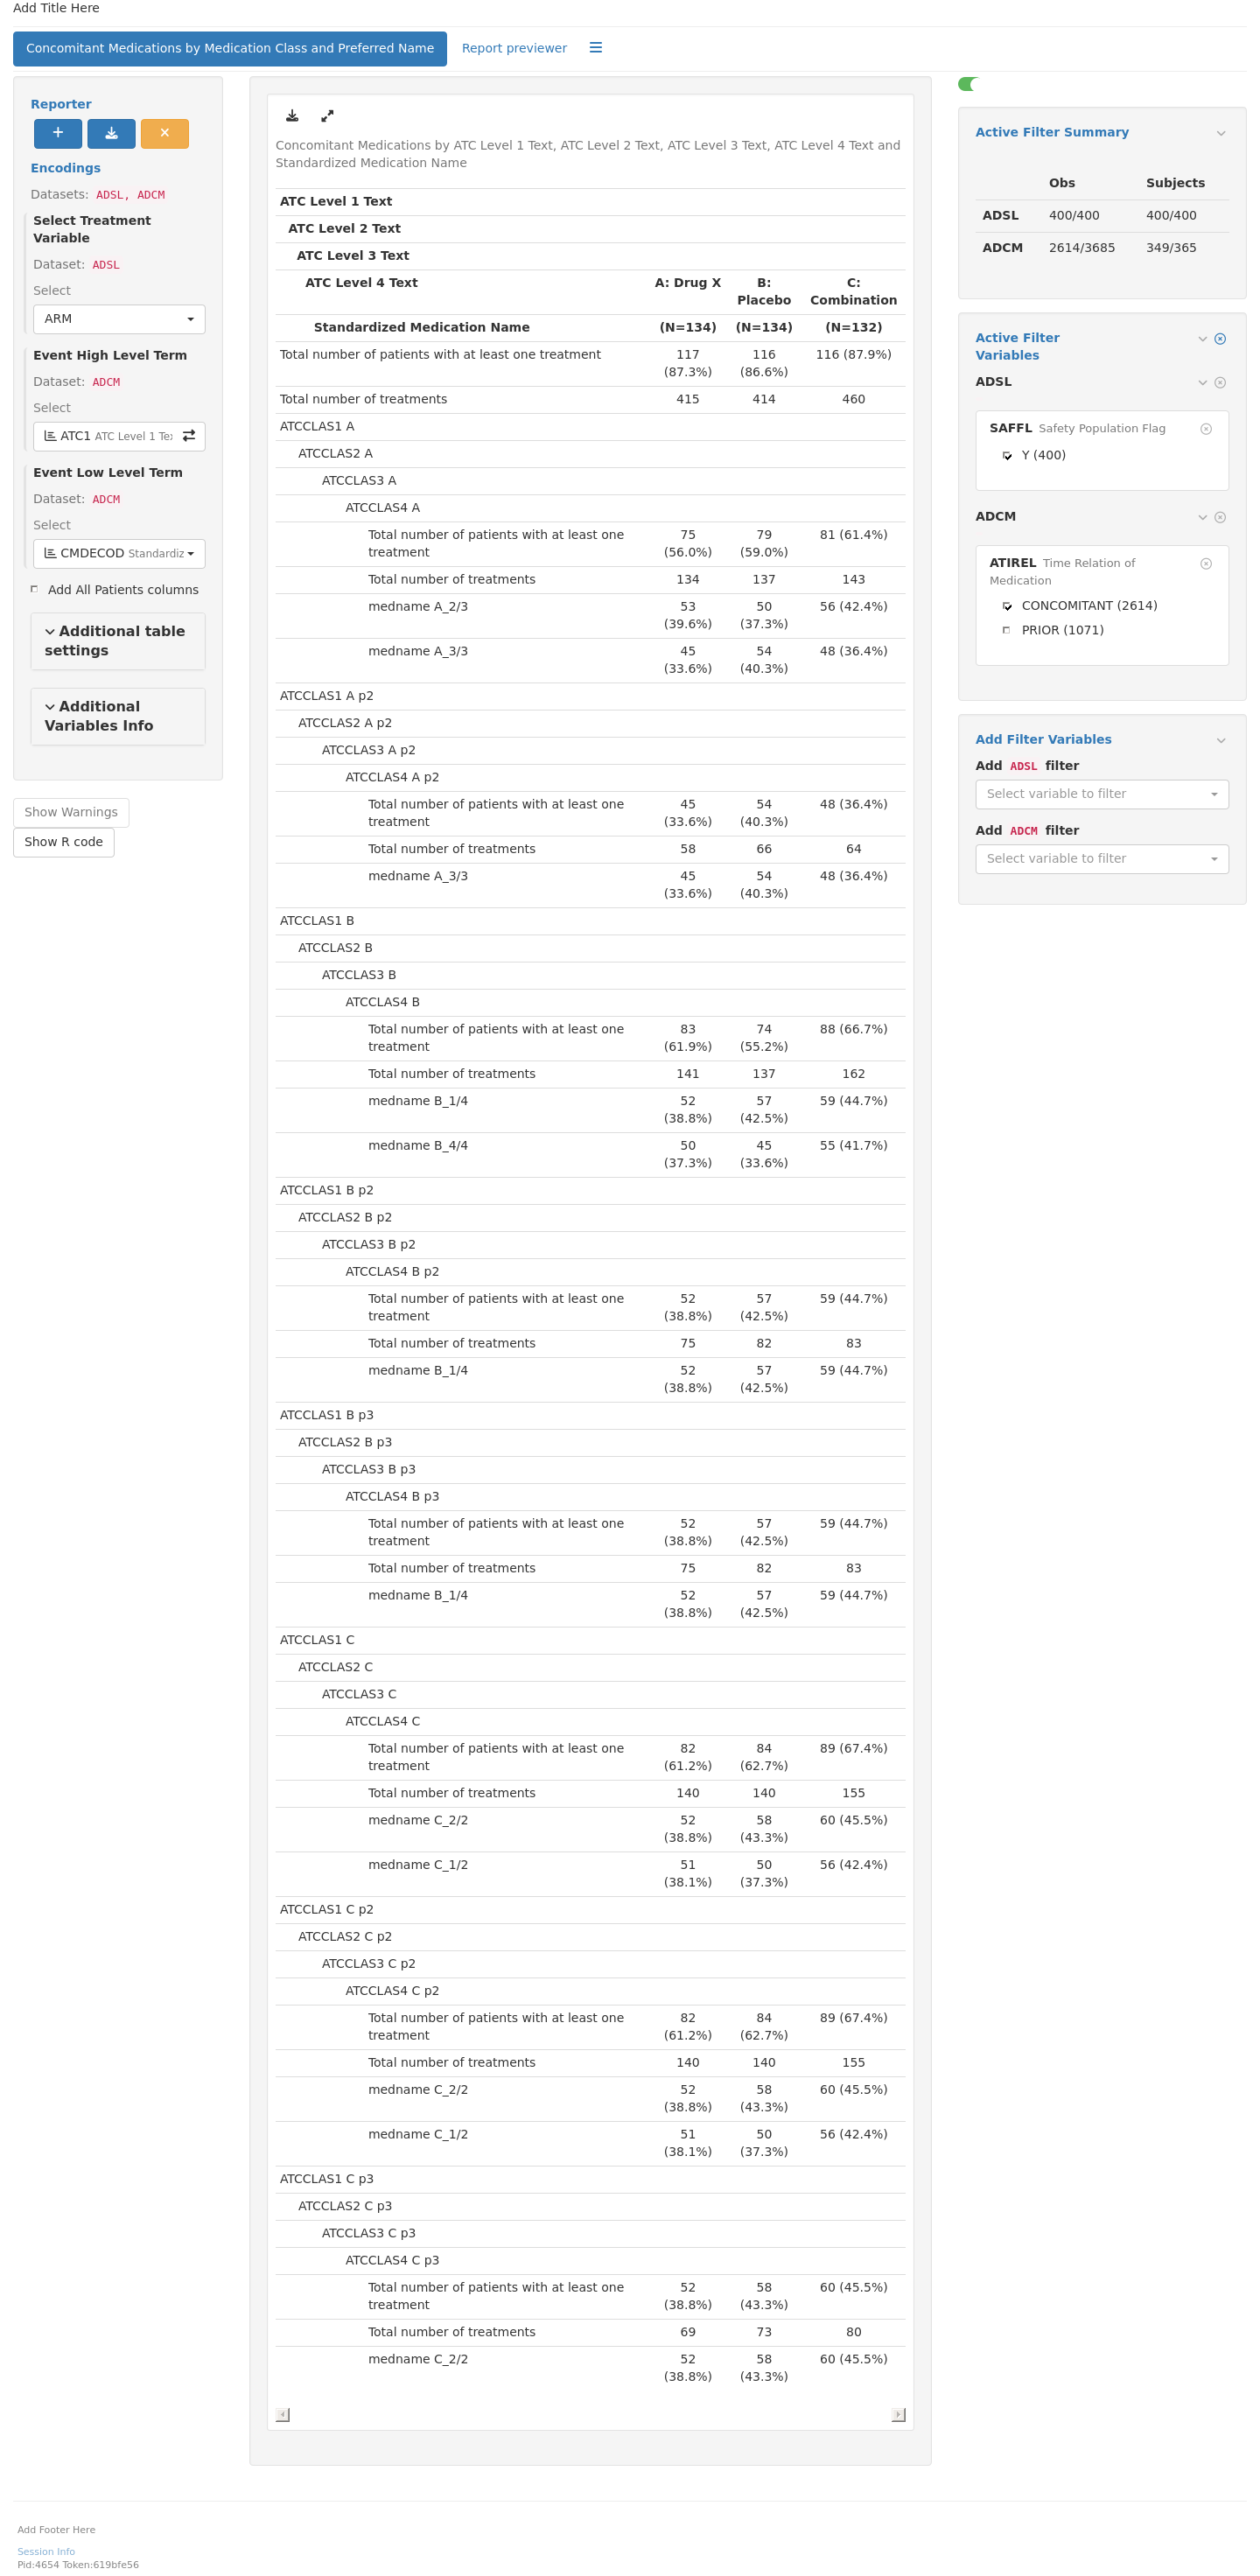 Add Title Here
Concomitant Medications by Medication Class and Preferred Name
Report previewer
Reporter
Encodings
Datasets: ADSL, ADCM
Select Treatment
Variable
Dataset: ADSL
Select
ARM
Event High Level Term
Dataset: ADCM
Select
ATC1 ATC Level 1 Te
Event Low Level Term
Dataset: ADCM
Select
CMDECOD Standardiz
Add All Patients columns
Additional table
settings
Additional
Variables Info
Show Warnings
Show R code
Concomitant Medications by ATC Level 1 Text, ATC Level 2 Text, ATC Level 3 Text, ATC Level 4 Text and
Standardized Medication Name
ATC Level 1 Text
ATC Level 2 Text
ATC Level 3 Text
ATC Level 4 Text A: Drug X B: C:
Placebo Combination
Standardized Medication Name (N=134) (N=134) (N=132)
Total number of patients with at least one treatment 117 116 116 (87.9%)
(87.3%) (86.6%)
Total number of treatments 415 414 460
ATCCLAS1 A
ATCCLAS2 A
ATCCLAS3 A
ATCCLAS4 A
Total number of patients with at least one 75 79 81 (61.4%)
treatment (56.0%) (59.0%)
Total number of treatments 134 137 143
medname A_2/3 53 50 56 (42.4%)
(39.6%) (37.3%)
medname A_3/3 45 54 48 (36.4%)
(33.6%) (40.3%)
ATCCLAS1 A p2
ATCCLAS2 A p2
ATCCLAS3 A p2
ATCCLAS4 A p2
Total number of patients with at least one 45 54 48 (36.4%)
treatment (33.6%) (40.3%)
Total number of treatments 58 66 64
medname A_3/3 45 54 48 (36.4%)
(33.6%) (40.3%)
ATCCLAS1 B
ATCCLAS2 B
ATCCLAS3 B
ATCCLAS4 B
Total number of patients with at least one 83 74 88 (66.7%)
treatment (61.9%) (55.2%)
Total number of treatments 141 137 162
medname B_1/4 52 57 59 (44.7%)
(38.8%) (42.5%)
medname B_4/4 50 45 55 (41.7%)
(37.3%) (33.6%)
ATCCLAS1 B p2
ATCCLAS2 B p2
ATCCLAS3 B p2
ATCCLAS4 B p2
Total number of patients with at least one 52 57 59 (44.7%)
treatment (38.8%) (42.5%)
Total number of treatments 75 82 83
medname B_1/4 52 57 59 (44.7%)
(38.8%) (42.5%)
ATCCLAS1 B p3
ATCCLAS2 B p3
ATCCLAS3 B p3
ATCCLAS4 B p3
Total number of patients with at least one 52 57 59 (44.7%)
treatment (38.8%) (42.5%)
Total number of treatments 75 82 83
medname B_1/4 52 57 59 (44.7%)
(38.8%) (42.5%)
ATCCLAS1 C
ATCCLAS2 C
ATCCLAS3 C
ATCCLAS4 C
Total number of patients with at least one 82 84 89 (67.4%)
treatment (61.2%) (62.7%)
Total number of treatments 140 140 155
medname C_2/2 52 58 60 (45.5%)
(38.8%) (43.3%)
medname C_1/2 51 50 56 (42.4%)
(38.1%) (37.3%)
ATCCLAS1 C p2
ATCCLAS2 C p2
ATCCLAS3 C p2
ATCCLAS4 C p2
Total number of patients with at least one 82 84 89 (67.4%)
treatment (61.2%) (62.7%)
Total number of treatments 140 140 155
medname C_2/2 52 58 60 (45.5%)
(38.8%) (43.3%)
medname C_1/2 51 50 56 (42.4%)
(38.1%) (37.3%)
ATCCLAS1 C p3
ATCCLAS2 C p3
ATCCLAS3 C p3
ATCCLAS4 C p3
Total number of patients with at least one 52 58 60 (45.5%)
treatment (38.8%) (43.3%)
Total number of treatments 69 73 80
medname C_2/2 52 58 60 (45.5%)
(38.8%) (43.3%)
Active Filter Summary
Obs Subjects
ADSL 400/400 400/400
ADCM 2614/3685 349/365
Active Filter
Variables
ADSL
SAFFL Safety Population Flag
Y (400)
ADCM
ATIREL Time Relation of
Medication
CONCOMITANT (2614)
PRIOR (1071)
Add Filter Variables
Add ADSL filter
Select variable to filter
Add ADCM filter
Select variable to filter
Add Footer Here
Session Info
Pid:4654 Token:619bfe56